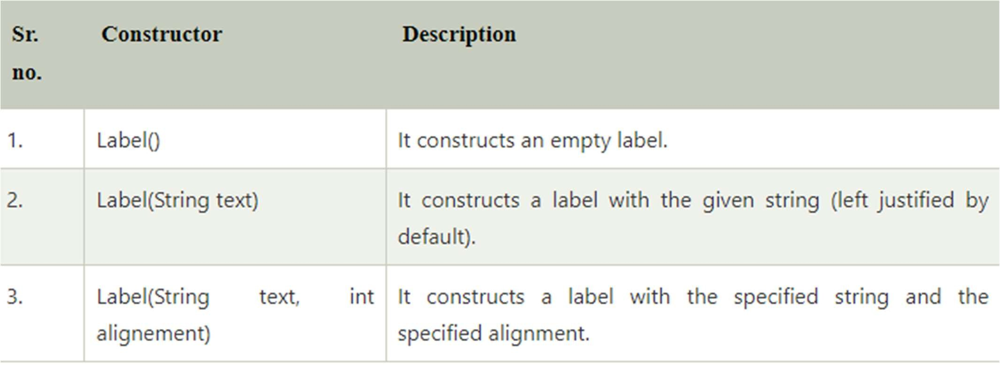 Sr. no. Constructor Description
1. Label() It constructs an empty label.
2. Label(String text) It constructs a label with the given string (left justified by
default).
3. Label(String text, int alignement) It constructs a label with the specified string and the
specified alignment.